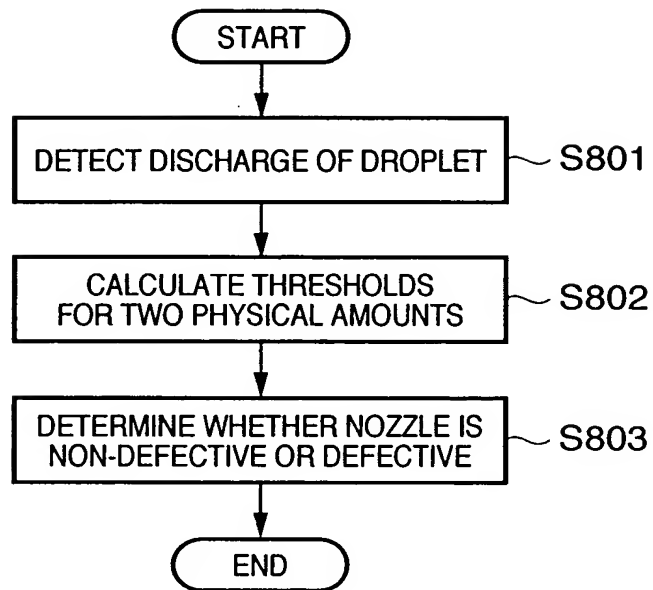 START
DETECT DISCHARGE OF DROPLET
S801
CALCULATE THRESHOLDS
FOR TWO PHYSICAL AMOUNTS
S802
DETERMINE WHETHER NOZZLE IS
NON-DEFECTIVE OR DEFECTIVE
S803
END